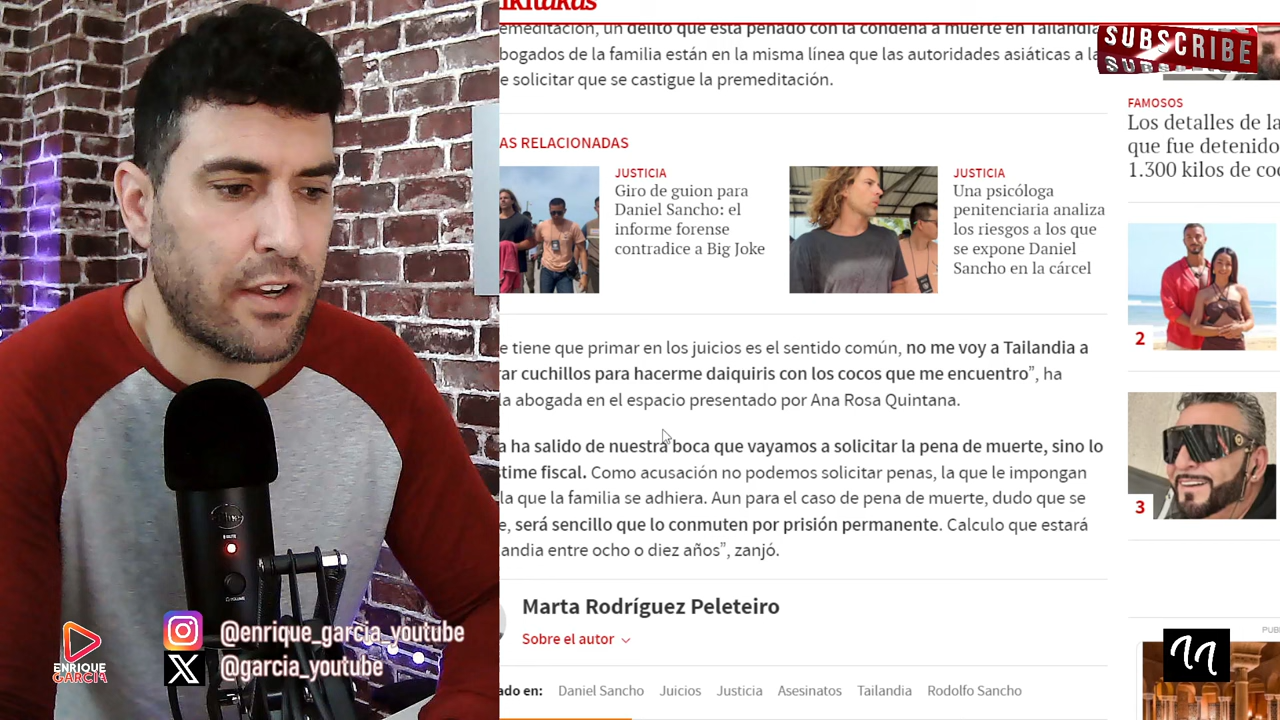 emeditación, un delito que está penado con la condena a muerte en Tailandia
bogados de la familia están en la misma línea que las autoridades asiáticas a la
e solicitar que se castigue la premeditación.
AS RELACIONADAS
JUSTICIA
Giro de guion para
Daniel Sancho: el
informe forense
contradice a Big Joke
JUSTICIA
Una psicóloga
penitenciaria analiza
los riesgos a los que
se expone Daniel
Sancho en la cárcel
e tiene que primar en los juicios es el sentido común, no me voy a Tailandia a
rar cuchillos para hacerme daiquiris con los cocos que me encuentro”, ha
la abogada en el espacio presentado por Ana Rosa Quintana.
a ha salido de nuestra boca que vayamos a solicitar la pena de muerte, sino lo
time fiscal. Como acusación no podemos solicitar penas, la que le impongan
la que la familia se adhiera. Aun para el caso de pena de muerte, dudo que se
e, será sencillo que lo conmuten por prisión permanente. Calculo que estará
landia entre ocho o diez años”, zanjó.
Marta Rodríguez Peleteiro
Sobre el autor
ado en: Daniel Sancho Juicios Justicia Asesinatos Tailandia Rodolfo Sancho
SUBSCRIBE
FAMOSOS
Los detalles de la
que fue detenido
1.300 kilos de co
2
3
PUB
blue
@enrique_garcia_youtube
@garcia_youtube
ENRIQUE
GARCIA